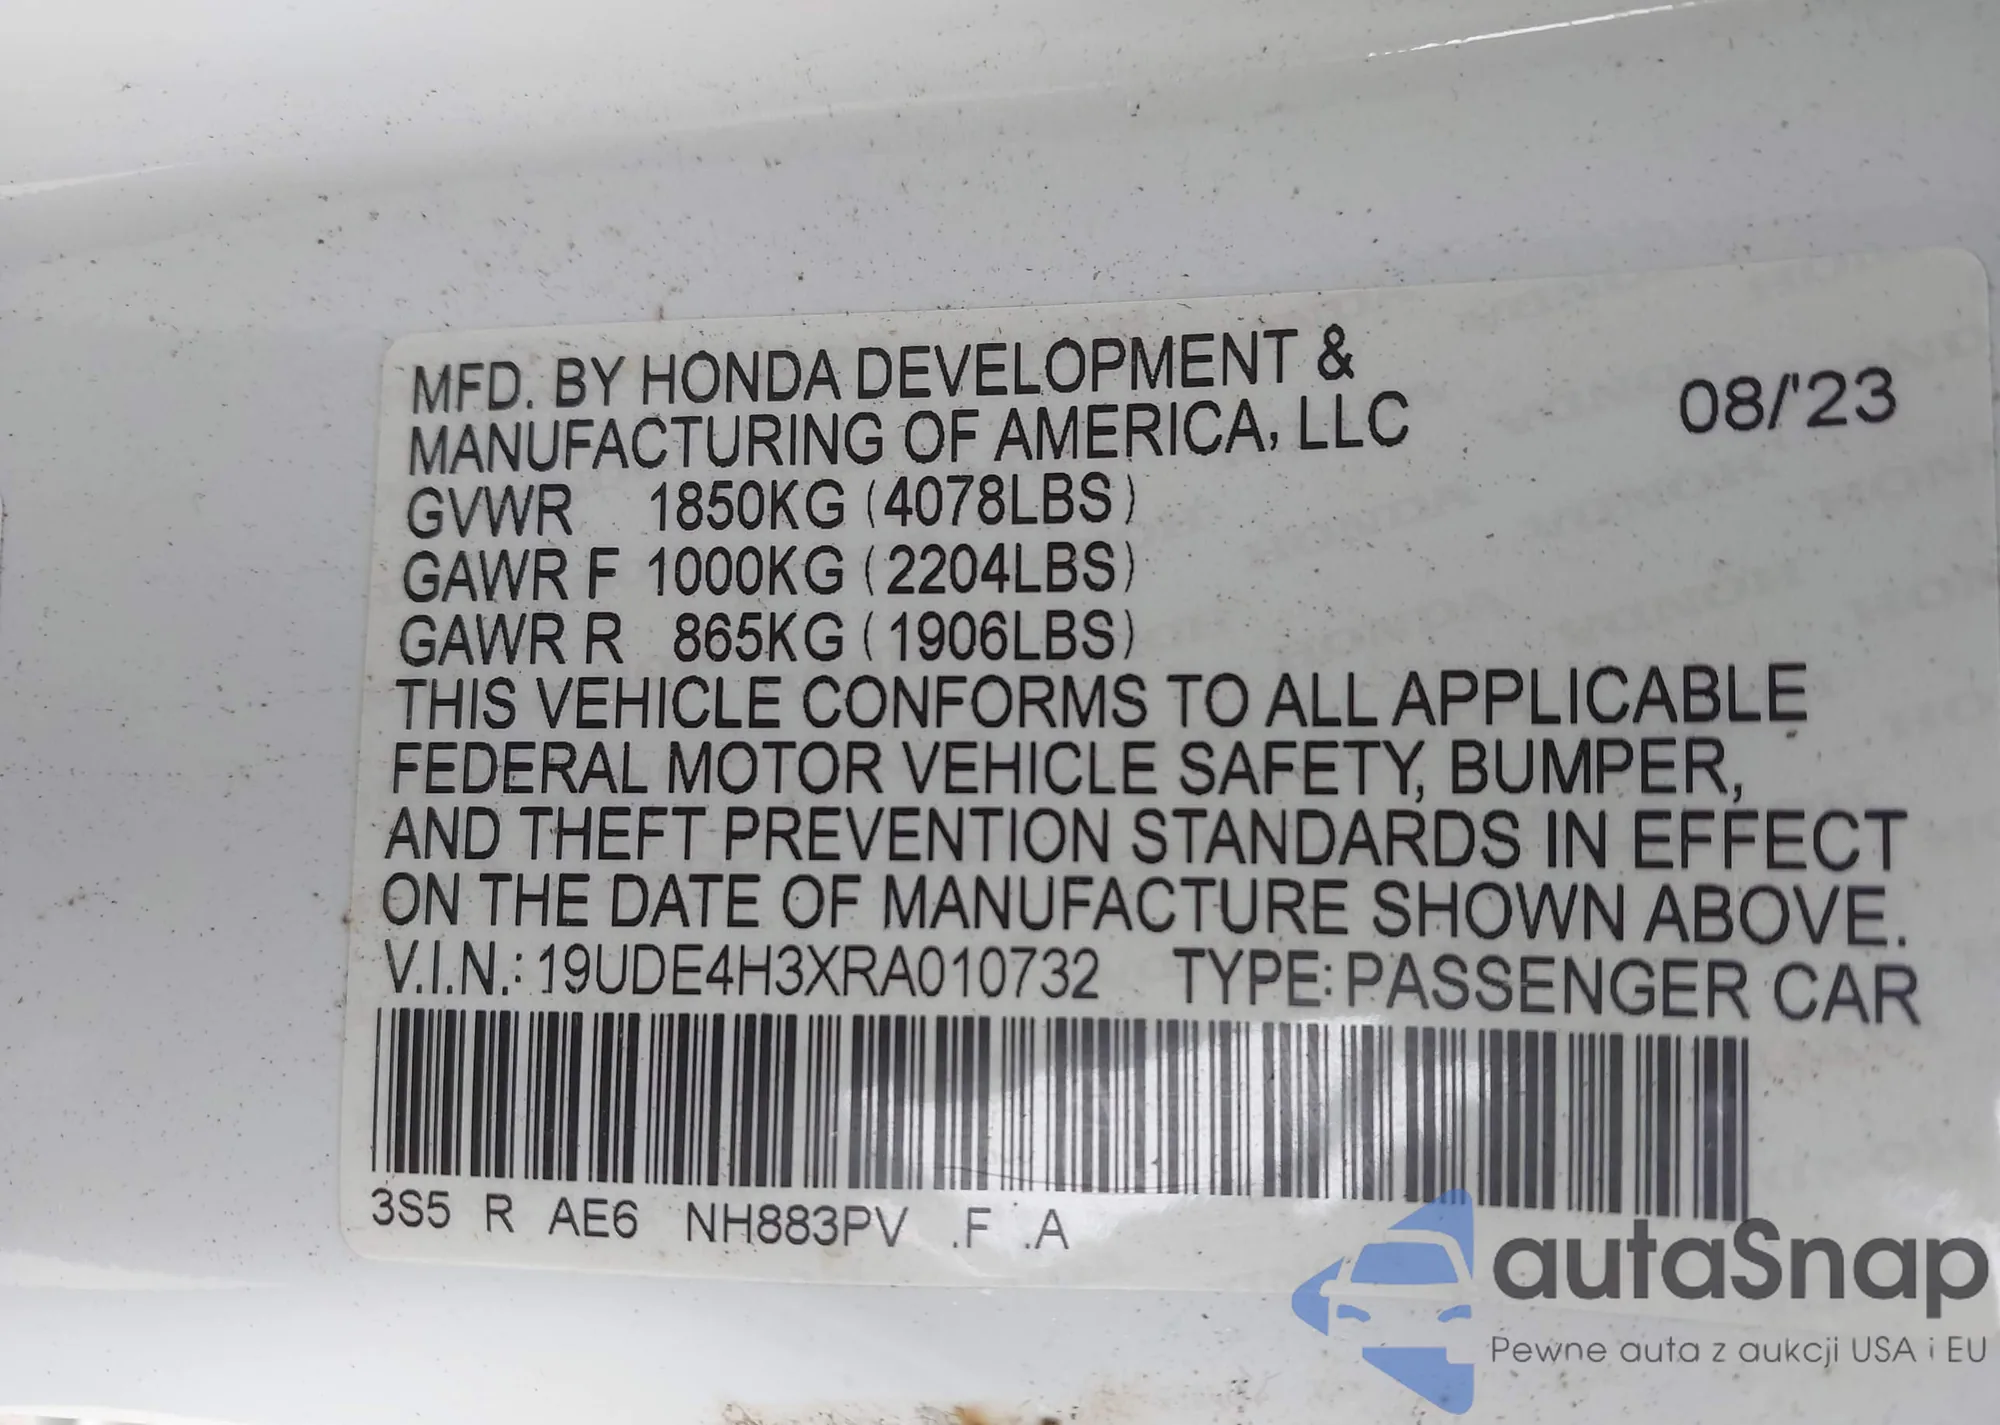 MFD. BY HONDA DEVELOPMENT &
MANUFACTURING OF AMERICA, LLC
08/'23
GVWR 1850KG (4078LBS)
GAWR F 1000KG (2204LBS)
GAWR R 865KG (1906LBS)
THIS VEHICLE CONFORMS TO ALL APPLICABLE
FEDERAL MOTOR VEHICLE SAFETY, BUMPER,
AND THEFT PREVENTION STANDARDS IN EFFECT
ON THE DATE OF MANUFACTURE SHOWN ABOVE.
V.I.N.: 19UDE4H3XRA010732 TYPE: PASSENGER CAR
3S5 R AE6 NH883PV .F .A
autaSnap
Pewne auta z aukcji USA i EU